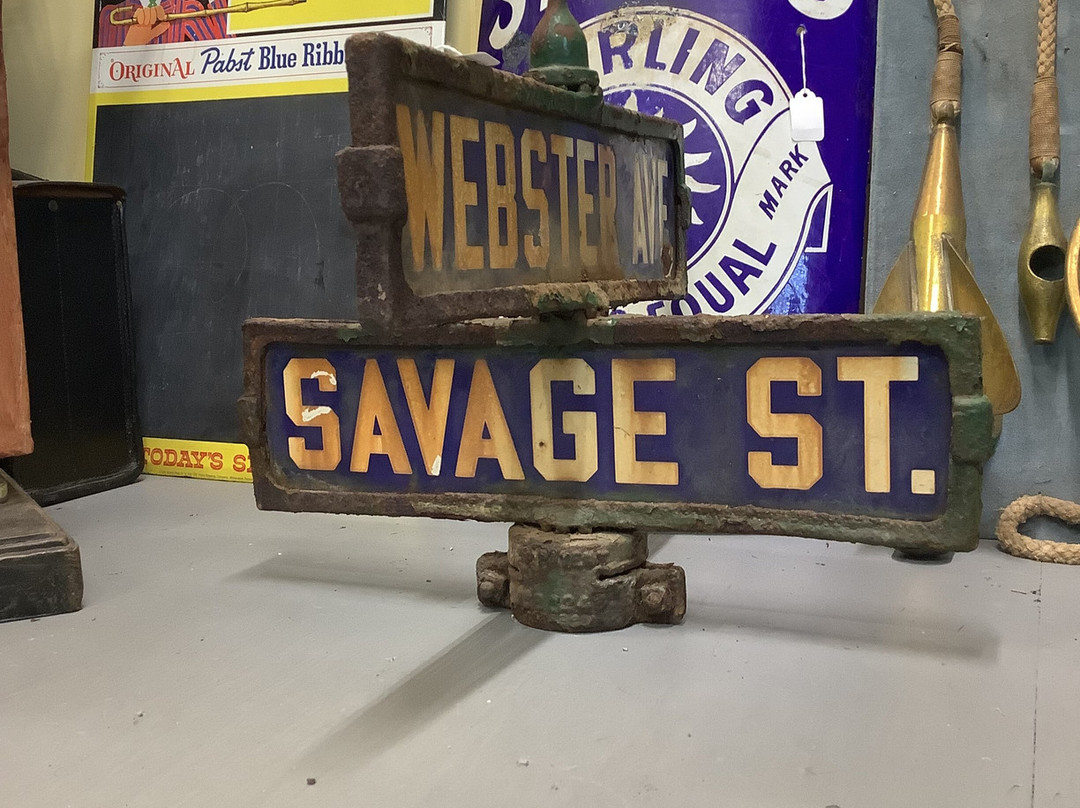 ORIGINAL Pabst Blue Ribb
WEBSTER AVE
RLING
MARK
EQUAL
SAVAGE ST.
TODAY'S S